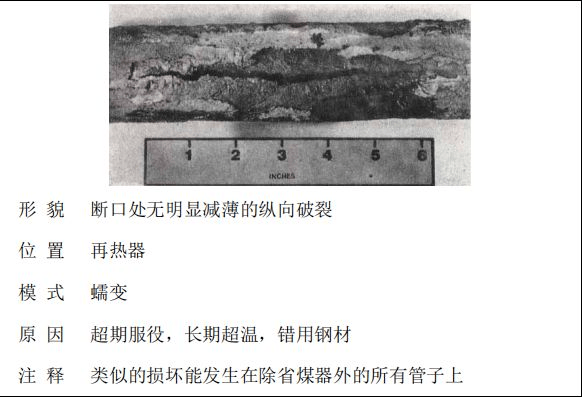 1 2 3 4 5 6
INCHES
形 貌 断口处无明显减薄的纵向破裂
位 置 再热器
模 式 蠕变
原 因 超期服役，长期超温，错用钢材
注 释 类似的损坏能发生在除省煤器外的所有管子上